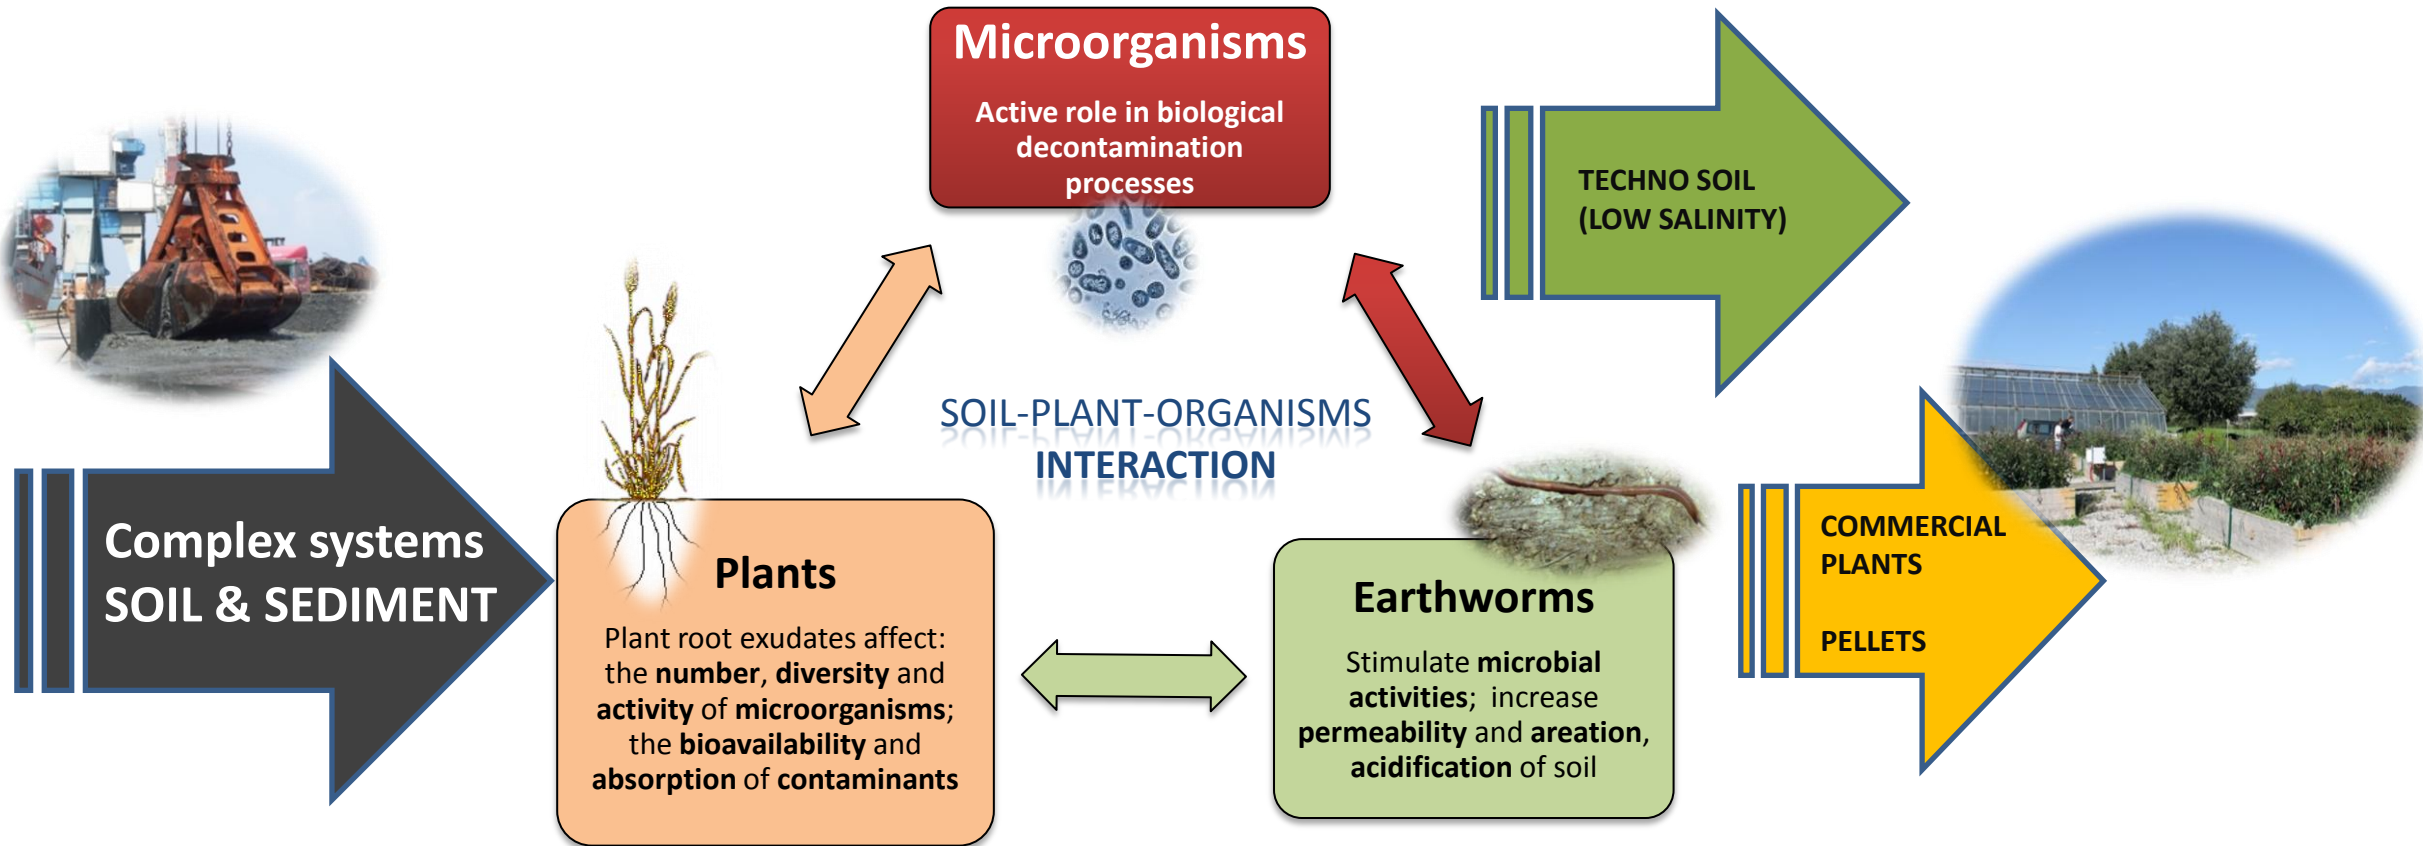 Microorganisms
Active role in biological
decontamination
processes
TECHNO SOIL
(LOW SALINITY)
SOIL-PLANT-ORGANISMS
INTERACTION
Complex systems
SOIL & SEDIMENT
Plants
Plant root exudates affect:
the number, diversity and
activity of microorganisms;
the bioavailability and
absorption of contaminants
Earthworms
Stimulate microbial
activities; increase
permeability and areation,
acidification of soil
COMMERCIAL
PLANTS
PELLETS